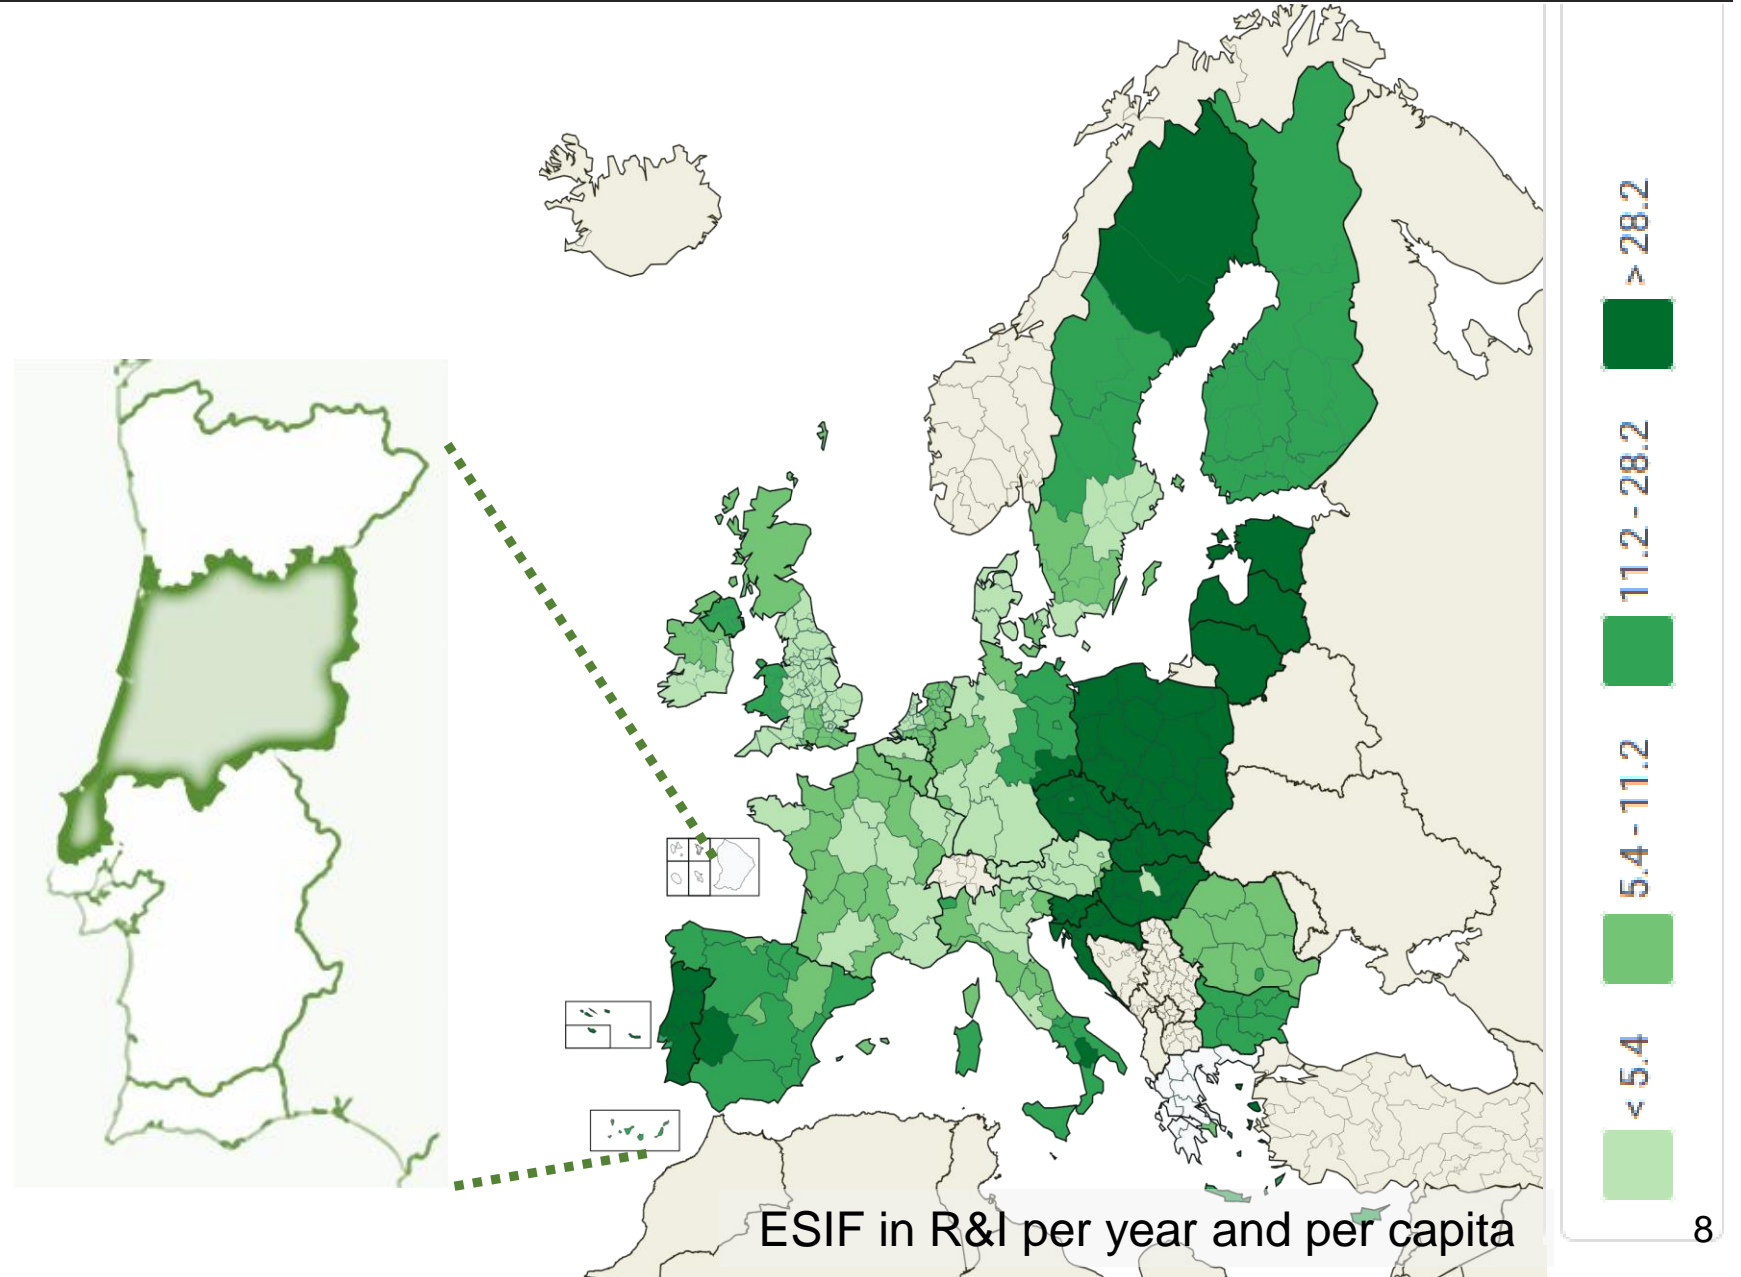 > 28.2
11.2 - 28.2
5.4 - 11.2
< 5.4
ESIF in R&I per year and per capita
8